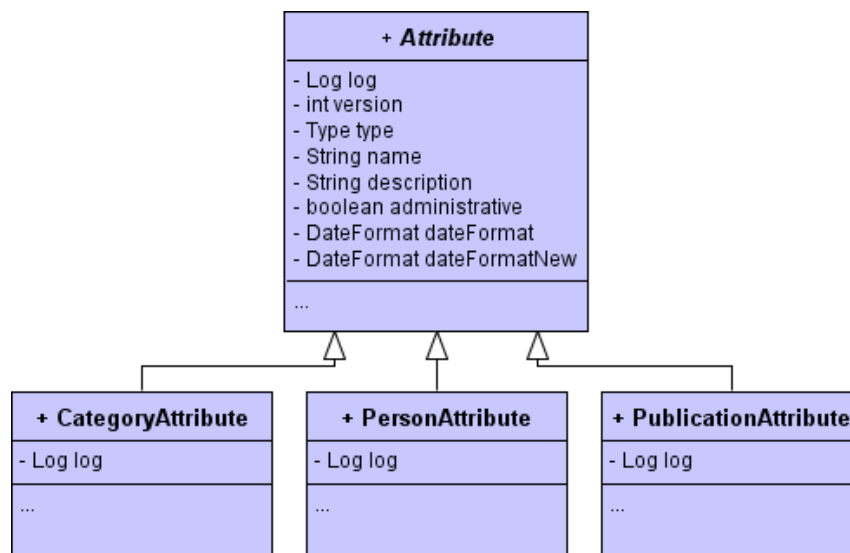 + Attribute
- Log log
- int version
- Type type
- String name
- String description
- boolean administrative
- DateFormat dateFormat
- DateFormat dateFormatNew
...
+ CategoryAttribute
- Log log
...
+ PersonAttribute
- Log log
...
+ PublicationAttribute
- Log log
...